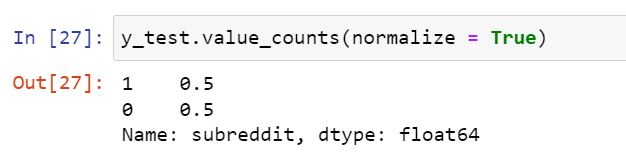 In [27]: y_test.value_counts(normalize = True)
Out[27]: 1    0.5
0    0.5
Name: subreddit, dtype: float64